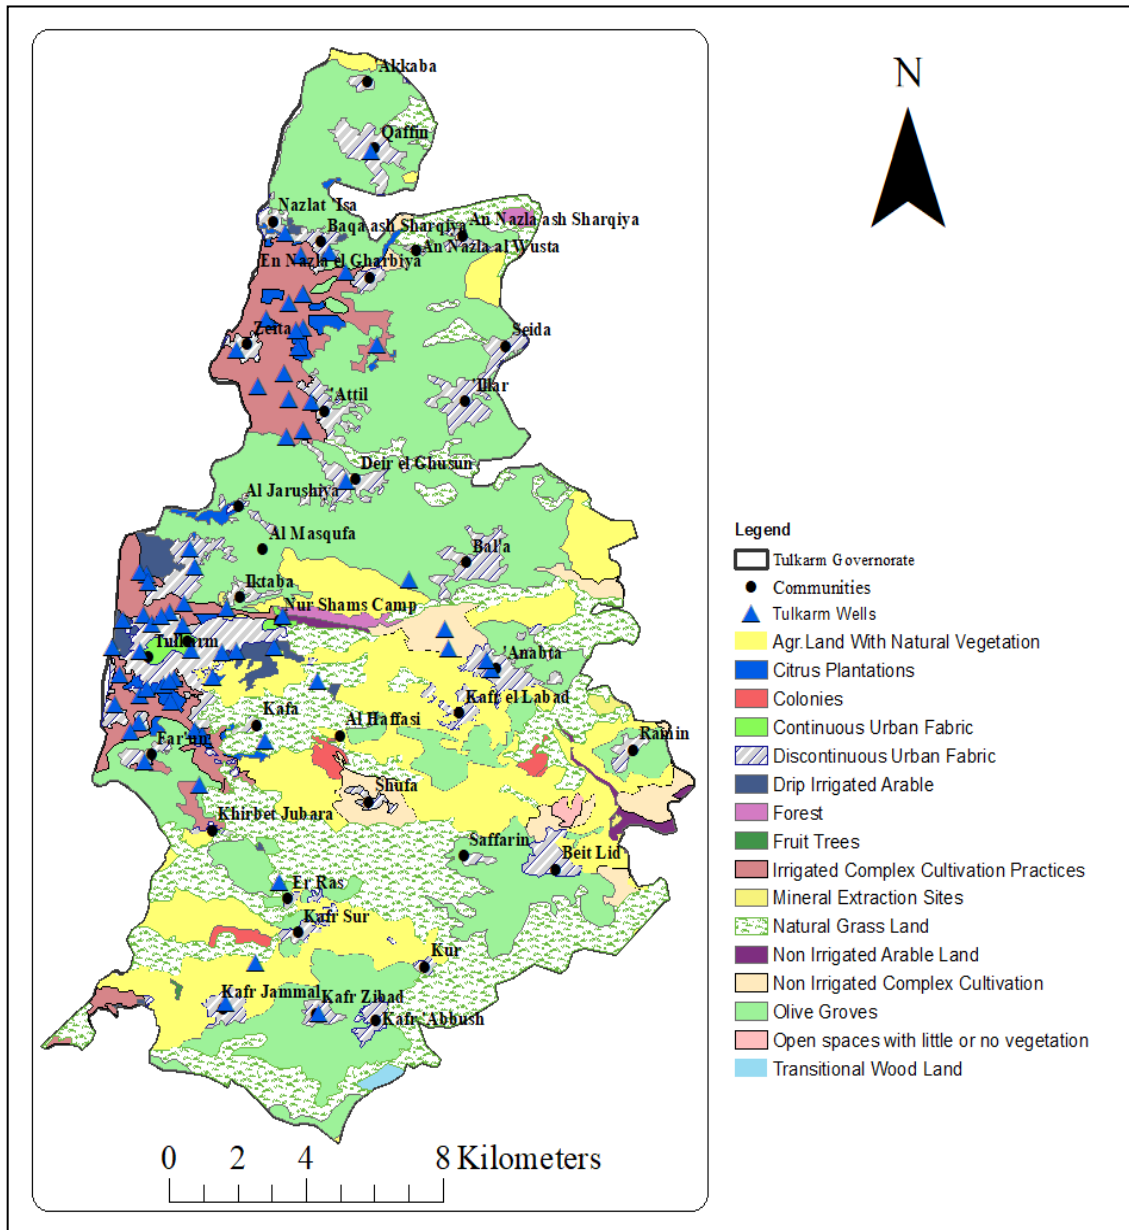 N
'Akkaba
Qaffin
Nazlat 'Isa
An Nazla ash Sharqiya
Baqa ash Sharqiya
An Nazla al Wusta
En Nazla el Gharbiya
Zeita
Seida
'Attil
'Illar
Deir el Ghusun
Al Jarushiya
Al Masqufa
Bal'a
Iktaba
Nur Shams Camp
Tulkarm
'Anabta
Kafr el Labad
Kafa
Al Haffasi
Ramin
Far'un
Shufa
Khirbet Jubara
Saffarin
Beit Lid
Er Ras
Kafr Sur
Kur
Kafr Jammal
Kafr Zibad
Kafr 'Abbush
0 2 4 8 Kilometers
Legend
Tulkarm Governorate
Communities
Tulkarm Wells
Agr.Land With Natural Vegetation
Citrus Plantations
Colonies
Continuous Urban Fabric
Discontinuous Urban Fabric
Drip Irrigated Arable
Forest
Fruit Trees
Irrigated Complex Cultivation Practices
Mineral Extraction Sites
Natural Grass Land
Non Irrigated Arable Land
Non Irrigated Complex Cultivation
Olive Groves
Open spaces with little or no vegetation
Transitional Wood Land